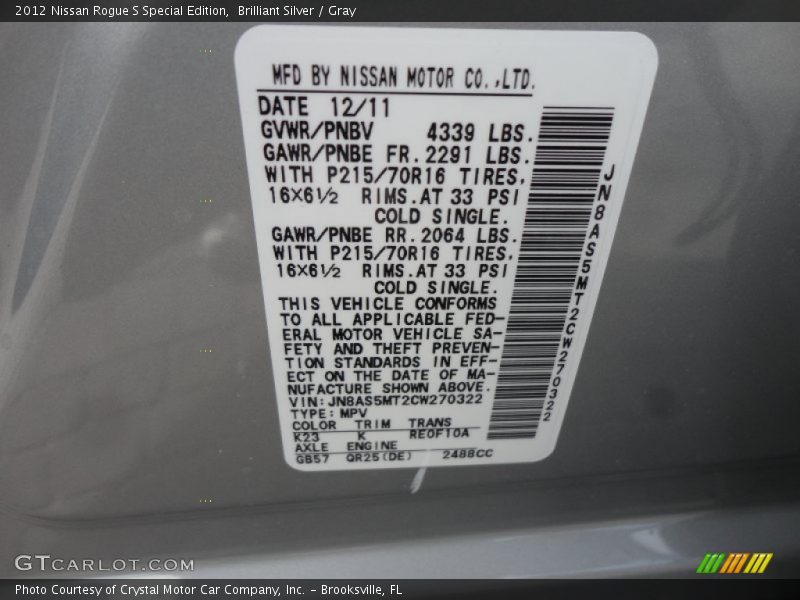 2012 Nissan Rogue S Special Edition,  Brilliant Silver / Gray
MFD BY NISSAN MOTOR CO.,LTD.
DATE 12/11
GVWR/PNBV 4339 LBS.
GAWR/PNBE FR. 2291 LBS.
WITH P215/70R16 TIRES,
16X6½ RIMS.AT 33 PSI
COLD SINGLE.
GAWR/PNBE RR. 2064 LBS.
WITH P215/70R16 TIRES.
16X6½ RIMS.AT 33 PSI
COLD SINGLE.
THIS VEHICLE CONFORMS
TO ALL APPLICABLE FED-
ERAL MOTOR VEHICLE SA-
FETY AND THEFT PREVEN-
TION STANDARDS IN EFF-
ECT ON THE DATE OF MA-
NUFACTURE SHOWN ABOVE.
VIN:JN8AS5MT2CW270322
TYPE:MPV
COLOR TRIM TRANS
K23 K RE0F10A
AXLE ENGINE
GB57 QR25(DE) 2488CC
JN8AS5MT2CW270322
GTCARLOT.COM
Photo Courtesy of Crystal Motor Car Company, Inc. – Brooksville, FL